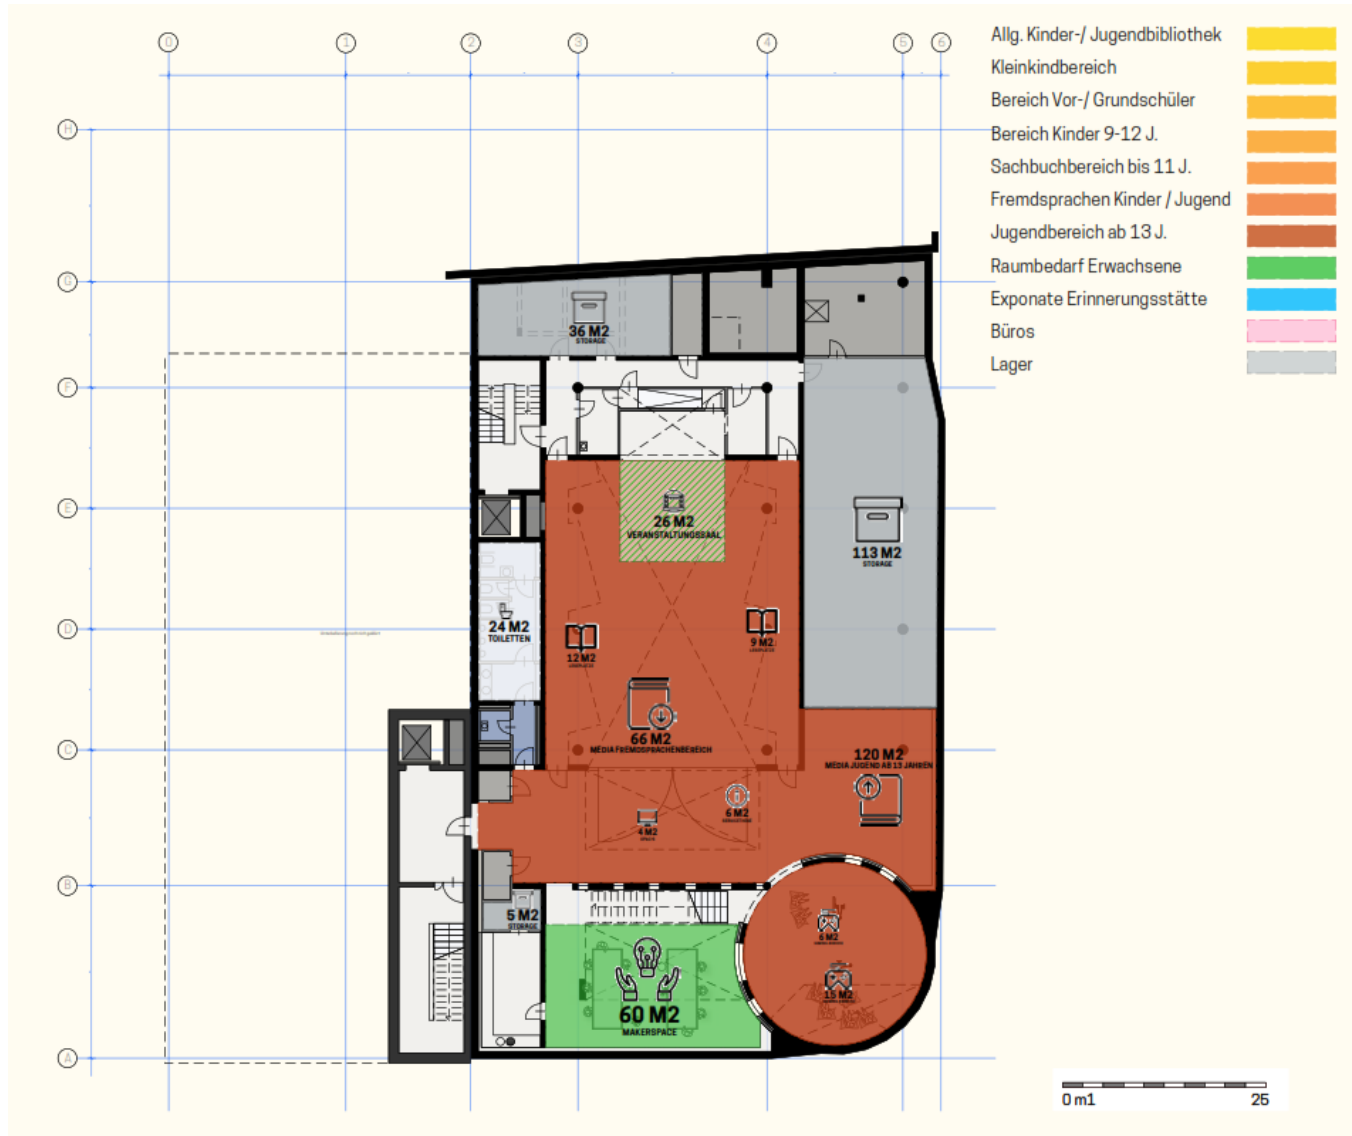 0 1 2 3 4 5 6
Allg. Kinder-/ Jugendbibliothek
Kleinkindbereich
Bereich Vor-/ Grundschüler
Bereich Kinder 9-12 J.
Sachbuchbereich bis 11 J.
Fremdsprachen Kinder / Jugend
Jugendbereich ab 13 J.
Raumbedarf Erwachsene
Exponate Erinnerungsstätte
Büros
Lager
H
G
F
E
D
C
B
A
36 M2
STORAGE
26 M2
VERANSTALTUNGSSAAL
113 M2
STORAGE
24 M2
TOILETTEN
12 M2
9 M2
66 M2
MEDIA FREMDSPRACHENBEREICH
120 M2
MEDIA JUGEND AB 13 JAHREN
4 M2
6 M2
5 M2
STORAGE
6 M2
15 M2
60 M2
MAKERSPACE
0 m1 25